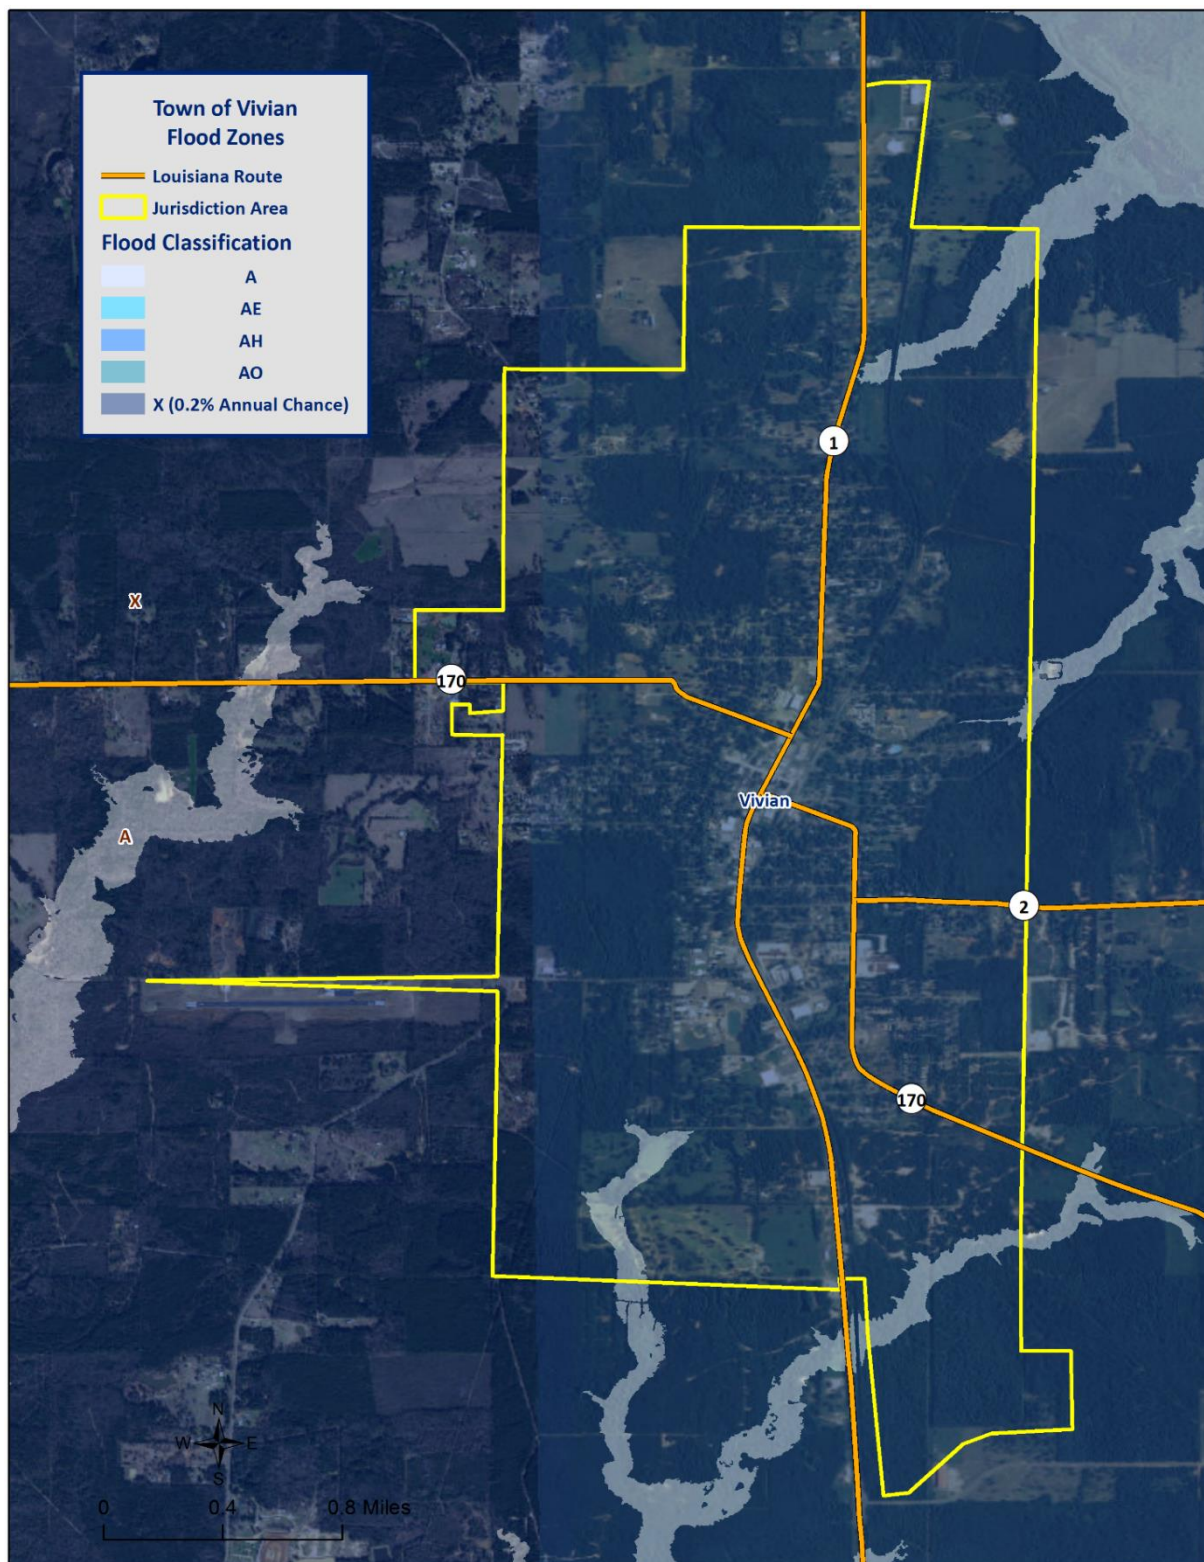 Town of Vivian
Flood Zones
Louisiana Route
Jurisdiction Area
Flood Classification
A
AE
AH
AO
X (0.2% Annual Chance)
1
X
170
Vivian
A
2
170
N
W E
S
0 0.4 0.8 Miles